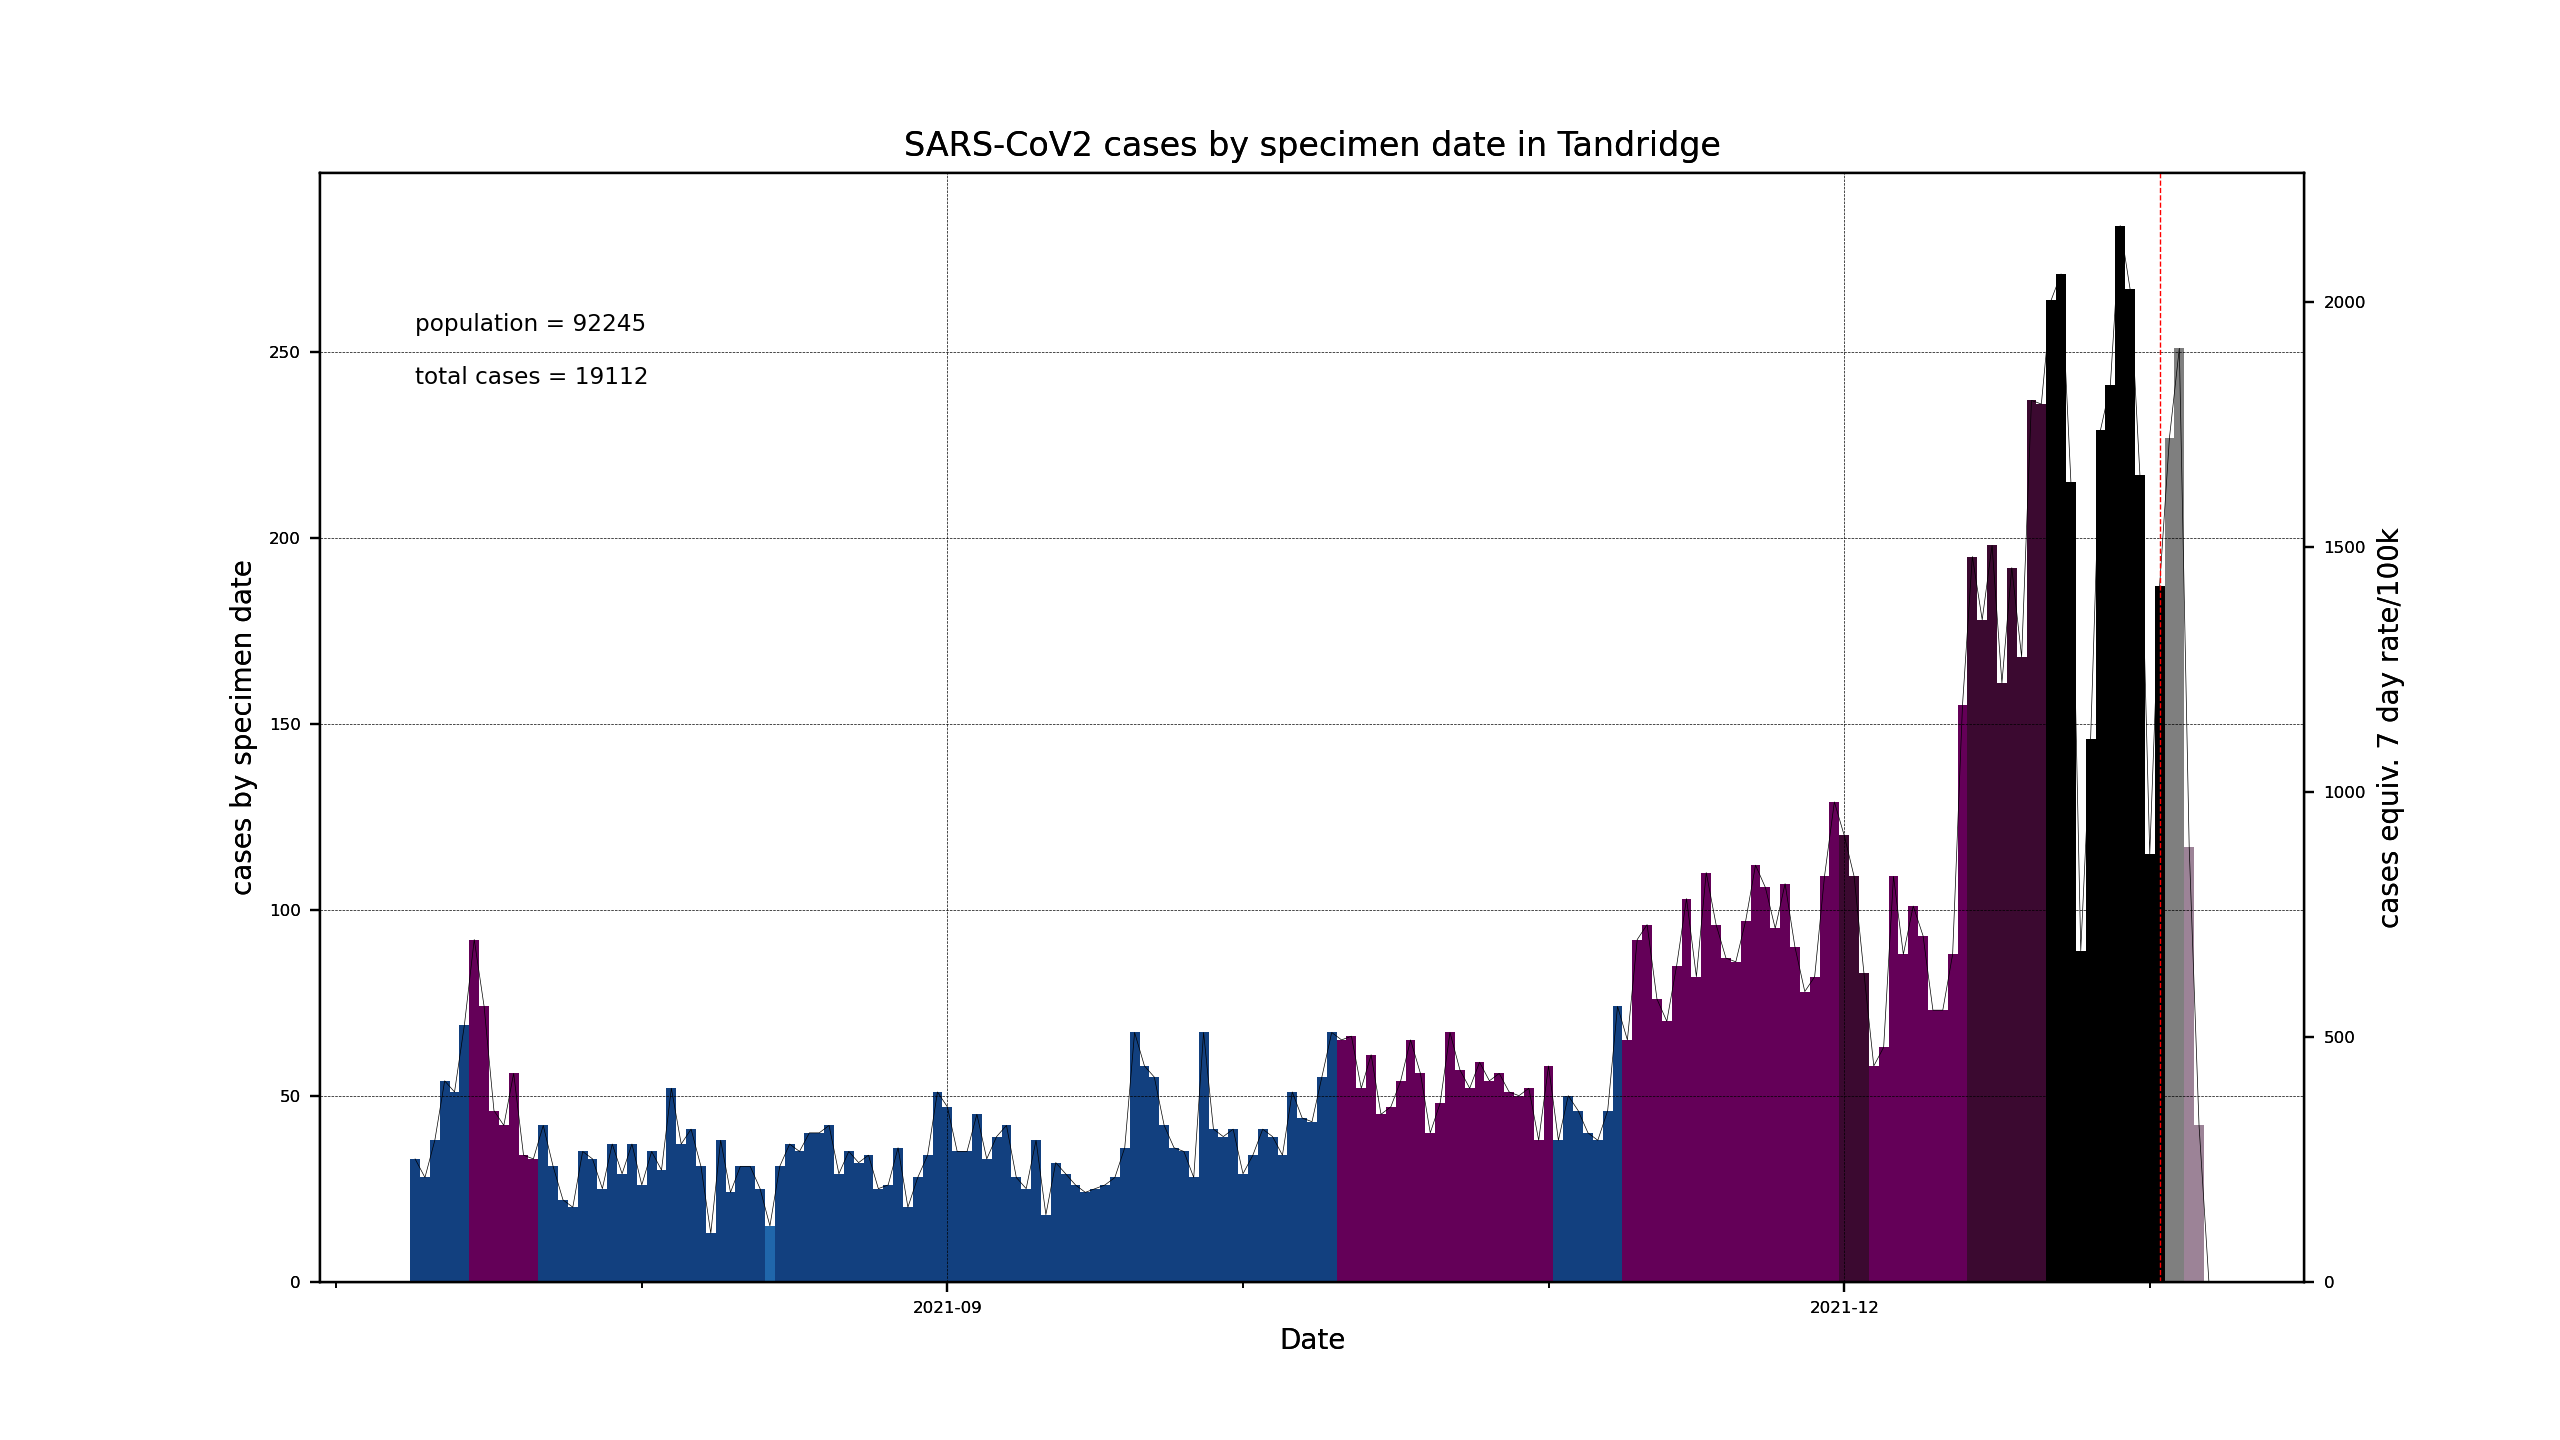 SARS-CoV2 cases by specimen date in Tandridge
population = 92245
total cases = 19112
cases by specimen date
250
200
150
100
50
0
2000
1500
1000
500
0
cases equiv. 7 day rate/100k
2021-09
2021-12
Date